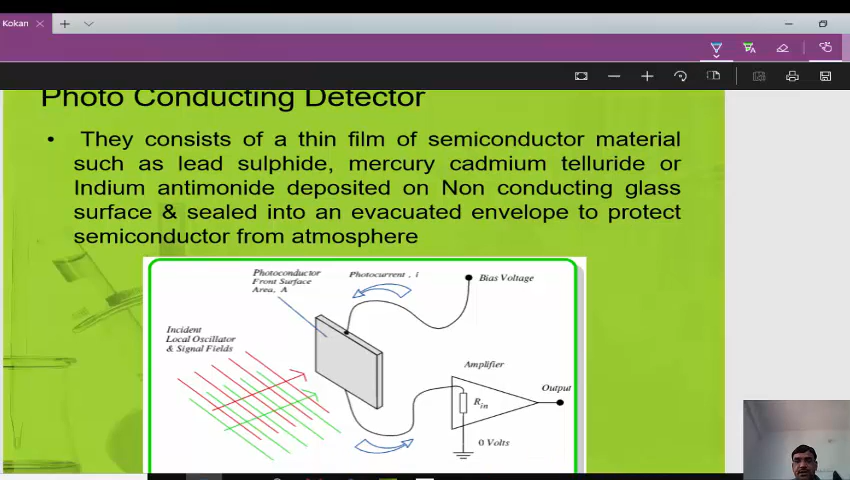 Kokan
Photo Conducting Detector
• They consists of a thin film of semiconductor material
such as lead sulphide, mercury cadmium telluride or
Indium antimonide deposited on Non conducting glass
surface & sealed into an evacuated envelope to protect
semiconductor from atmosphere
Photoconductor
Front Surface
Area, A
Photocurrent , i
Bias Voltage
Incident
Local Oscillator
& Signal Fields
Amplifier
Output
Rin
0 Volts